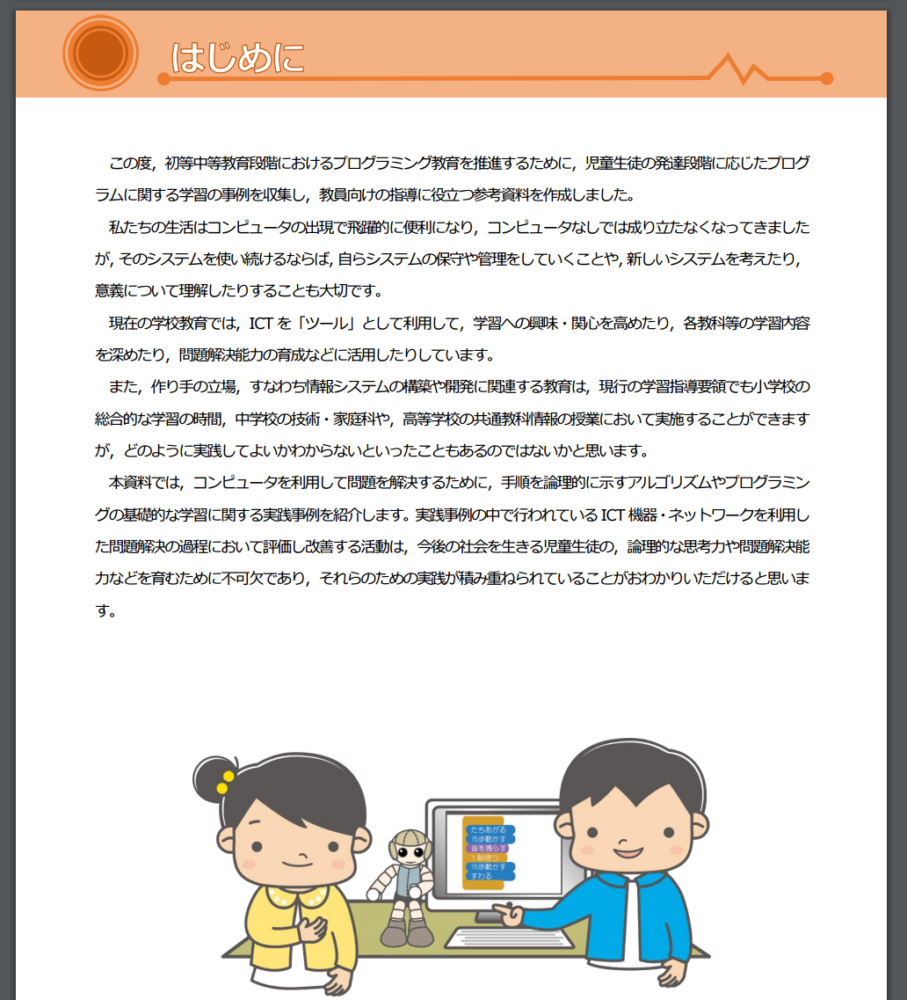 はじめに
この度，初等中等教育段階におけるプログラミング教育を推進するために，児童生徒の発達段階に応じたプログ
ラムに関する学習の事例を収集し，教員向けの指導に役立つ参考資料を作成しました。
私たちの生活はコンピュータの出現で飛躍的に便利になり，コンピュータなしでは成り立たなくなってきました
が，そのシステムを使い続けるならば，自らシステムの保守や管理をしていくことや，新しいシステムを考えたり，
意義について理解したりすることも大切です。
現在の学校教育では，ICT を「ツール」として利用して，学習への興味・関心を高めたり，各教科等の学習内容
を深めたり，問題解決能力の育成などに活用したりしています。
また，作り手の立場，すなわち情報システムの構築や開発に関連する教育は，現行の学習指導要領でも小学校の
総合的な学習の時間，中学校の技術・家庭科や，高等学校の共通教科情報の授業において実施することができます
が，どのように実践してよいかわからないといったこともあるのではないかと思います。
本資料では，コンピュータを利用して問題を解決するために，手順を論理的に示すアルゴリズムやプログラミン
グの基礎的な学習に関する実践事例を紹介します。実践事例の中で行われている ICT 機器・ネットワークを利用し
た問題解決の過程において評価し改善する活動は，今後の社会を生きる児童生徒の，論理的な思考力や問題解決能
力などを育むために不可欠であり，それらのための実践が積み重ねられていることがおわかりいただけると思いま
す。
たちあがる
15歩動かす
音を鳴らす
1 秒待つ
15歩動かす
すわる